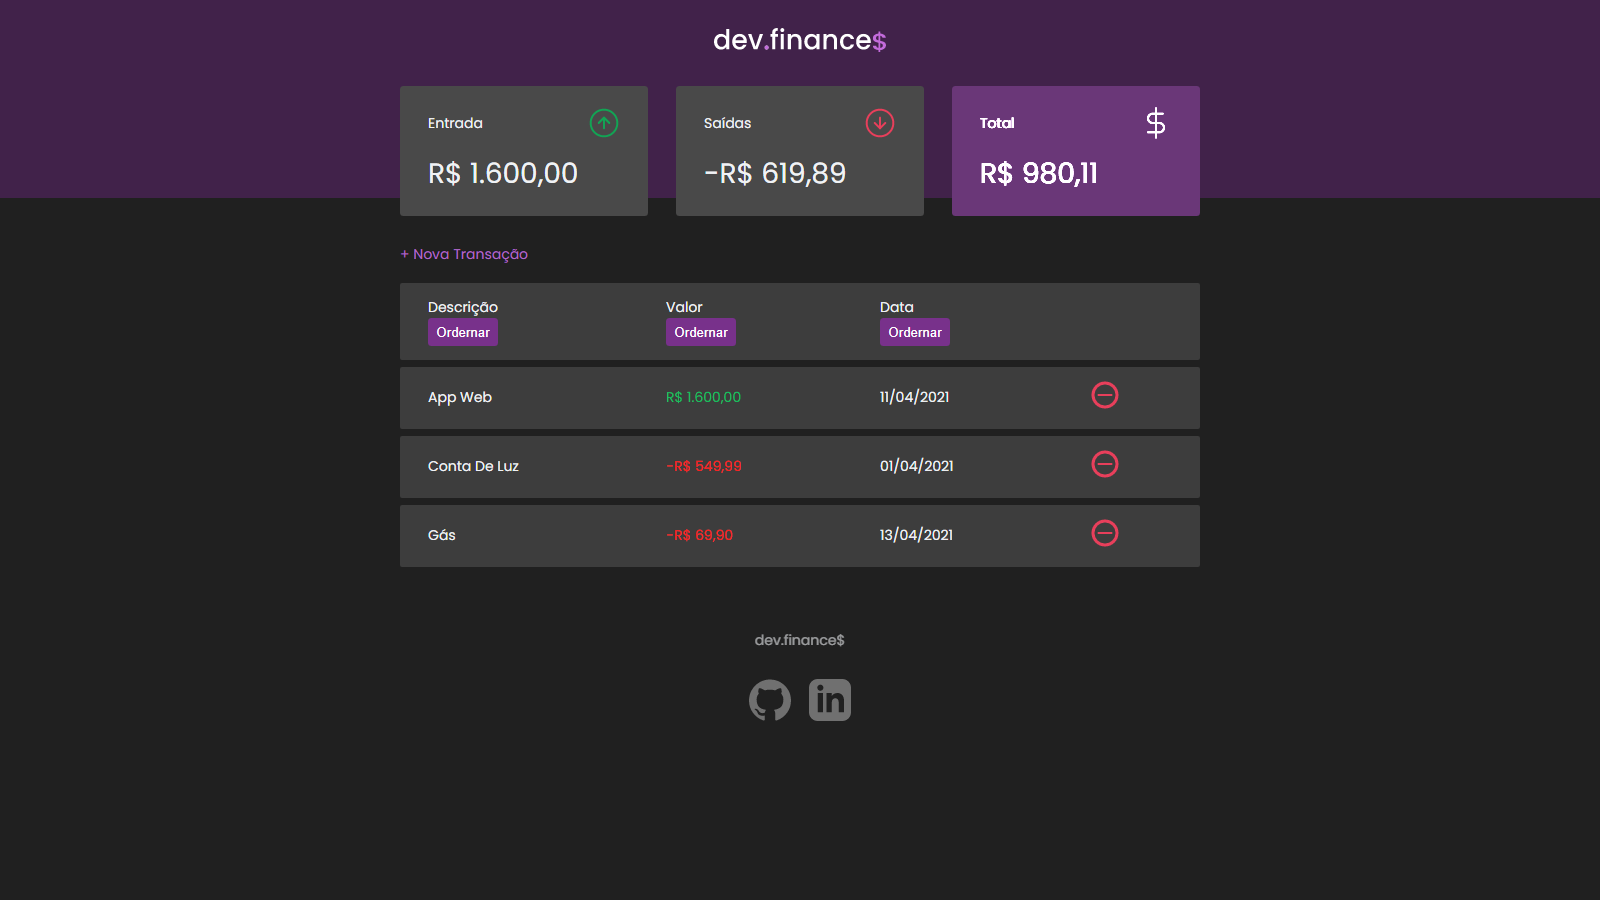 dev.finance$
Entrada
R$ 1.600,00
Saídas
-R$ 619,89
Total
R$ 980,11
+ Nova Transação
Descrição Valor Data
Ordernar Ordernar Ordernar
App Web R$ 1.600,00 11/04/2021
Conta De Luz -R$ 549,99 01/04/2021
Gás -R$ 69,90 13/04/2021
dev.finance$
in